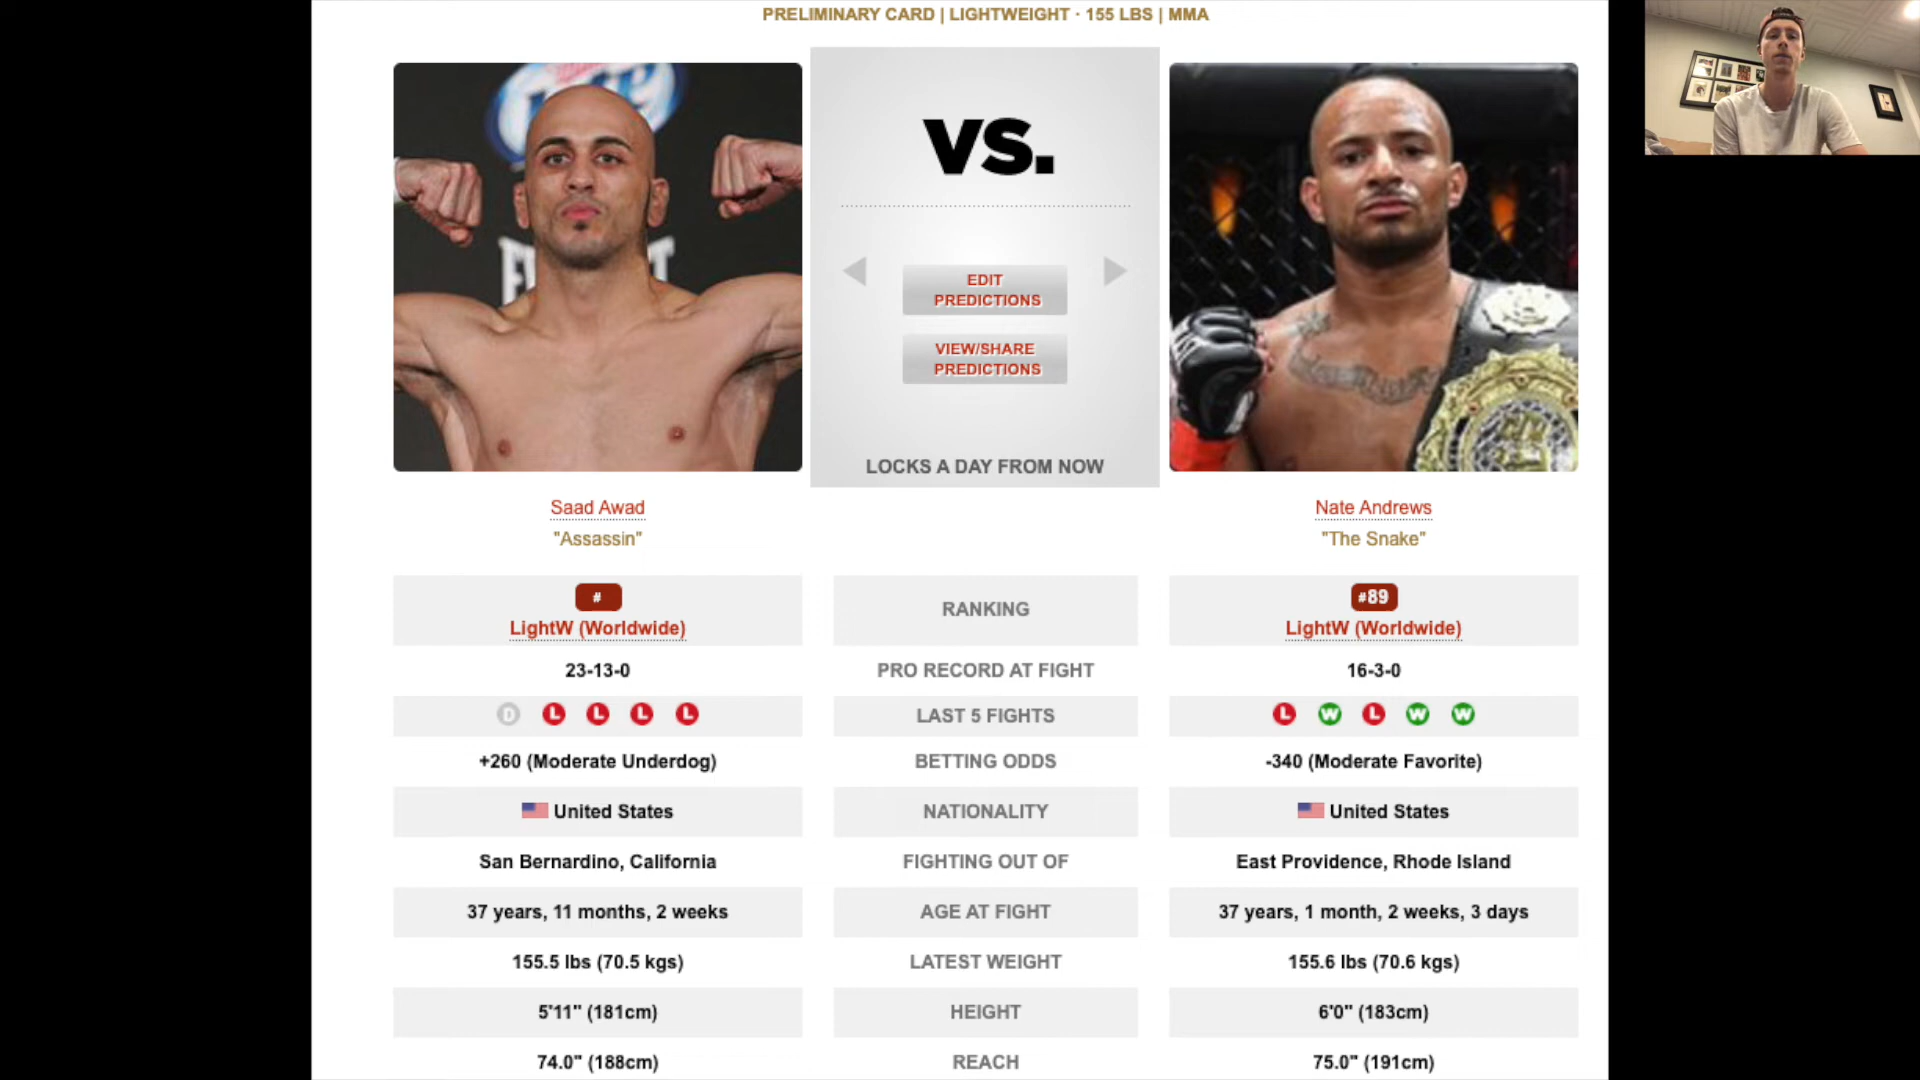 PRELIMINARY CARD | LIGHTWEIGHT · 155 LBS | MMA
VS.
EDIT
PREDICTIONS
VIEW/SHARE
PREDICTIONS
LOCKS A DAY FROM NOW
Saad Awad
Nate Andrews
"Assassin"
"The Snake"
# RANKING #89
LightW (Worldwide) LightW (Worldwide)
23-13-0 PRO RECORD AT FIGHT 16-3-0
D L L L L LAST 5 FIGHTS L W L W W
+260 (Moderate Underdog) BETTING ODDS -340 (Moderate Favorite)
United States NATIONALITY United States
San Bernardino, California FIGHTING OUT OF East Providence, Rhode Island
37 years, 11 months, 2 weeks AGE AT FIGHT 37 years, 1 month, 2 weeks, 3 days
155.5 lbs (70.5 kgs) LATEST WEIGHT 155.6 lbs (70.6 kgs)
5'11" (181cm) HEIGHT 6'0" (183cm)
74.0" (188cm) REACH 75.0" (191cm)